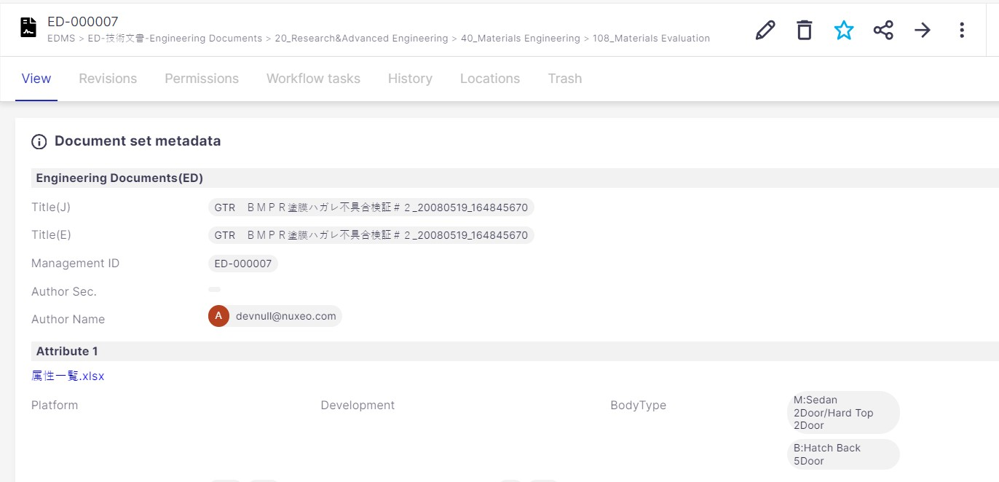 ED-000007
EDMS > ED-技術文書-Engineering Documents > 20_Research&Advanced Engineering > 40_Materials Engineering > 108_Materials Evaluation
View Revisions Permissions Workflow tasks History Locations Trash
Document set metadata
Engineering Documents(ED)
Title(J) GTR　ＢＭＰＲ塗膜ハガレ不具合検証＃２_20080519_164845670
Title(E) GTR　ＢＭＰＲ塗膜ハガレ不具合検証＃２_20080519_164845670
Management ID ED-000007
Author Sec.
Author Name A devnull@nuxeo.com
Attribute 1
属性一覧.xlsx
Platform Development BodyType M:Sedan
2Door/Hard Top
2Door
B:Hatch Back
5Door